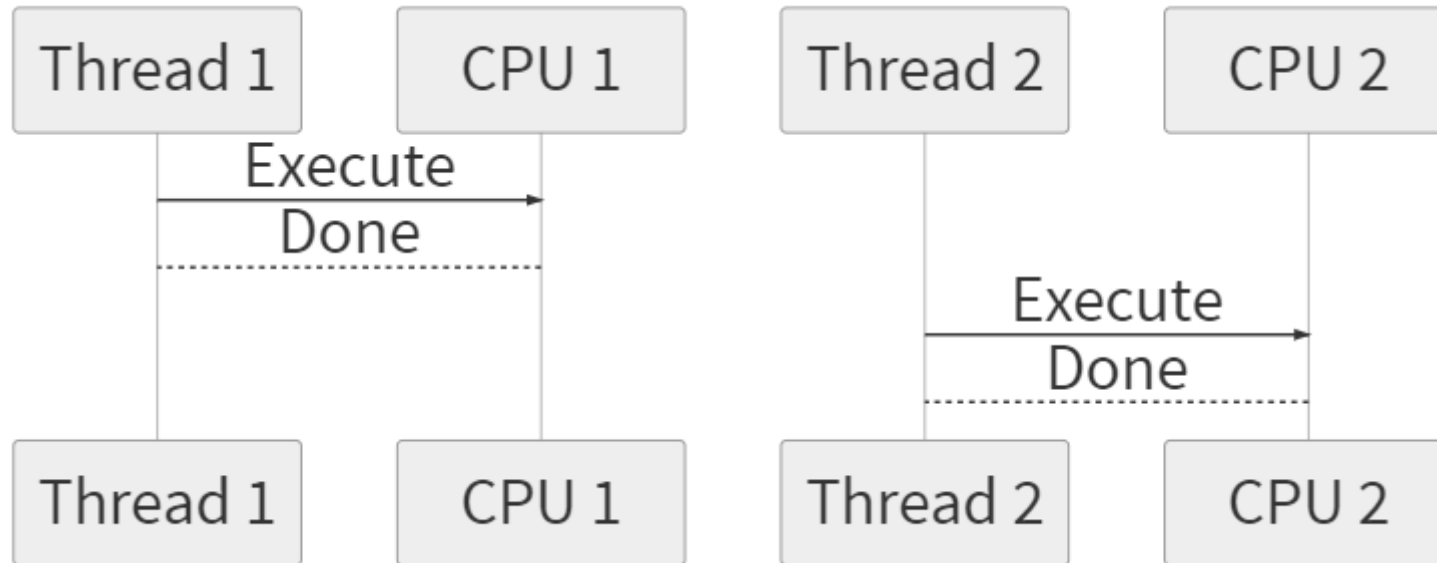 Thread 1
CPU 1
Thread 2
CPU 2
Execute
Done
Execute
Done
Thread 1
CPU 1
Thread 2
CPU 2